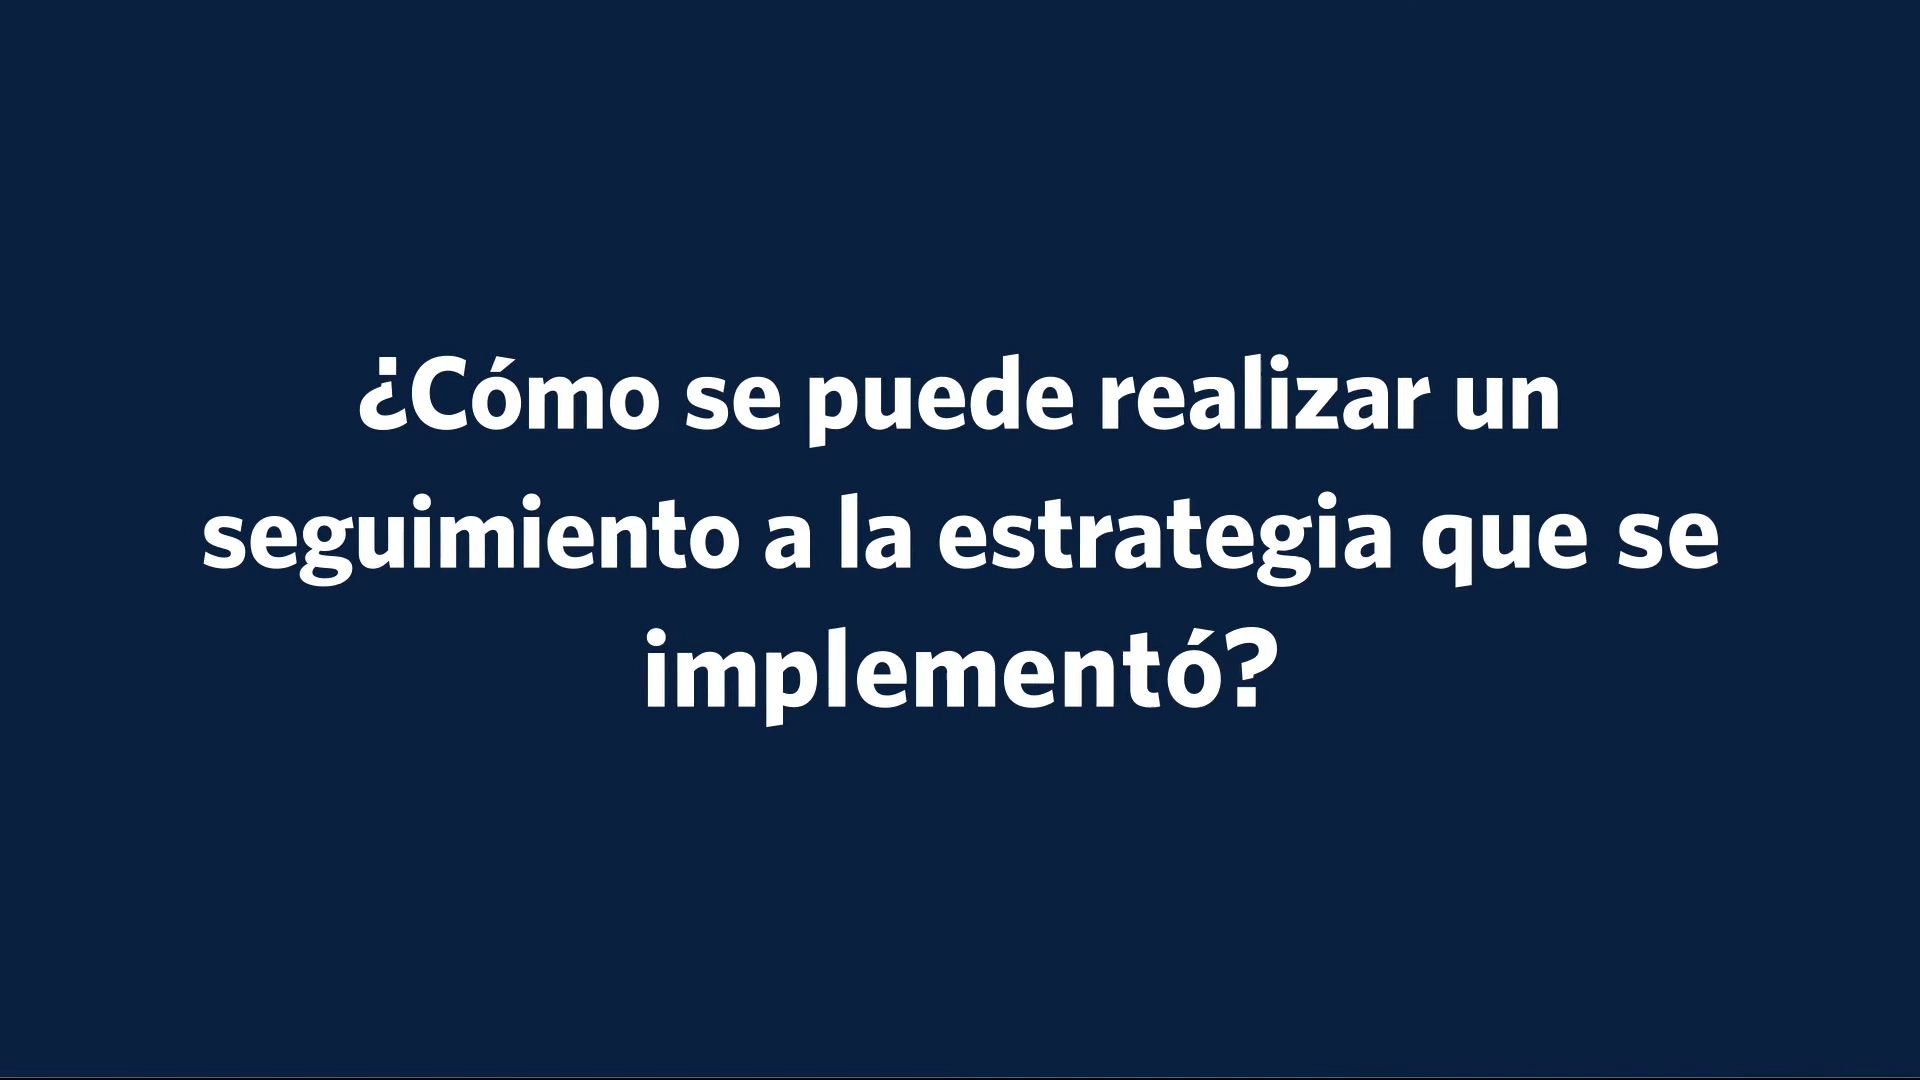 ¿Cómo se puede realizar un
seguimiento a la estrategia que se
implementó?